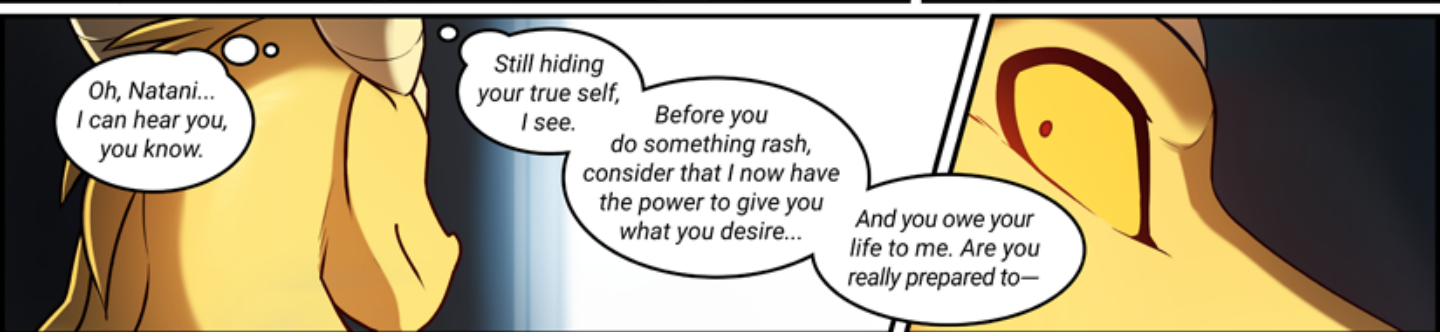 Oh, Natani...
I can hear you,
you know.
Still hiding
your true self,
I see.
Before you
do something rash,
consider that I now have
the power to give you
what you desire...
And you owe your
life to me. Are you
really prepared to—